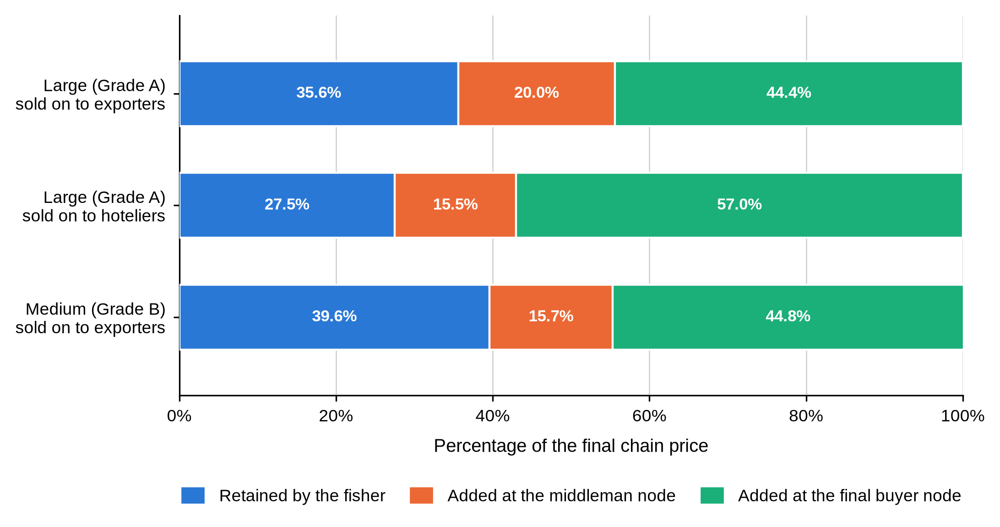 Large (Grade A)
sold on to exporters
35.6%
20.0%
44.4%
Large (Grade A)
sold on to hoteliers
27.5%
15.5%
57.0%
Medium (Grade B)
sold on to exporters
39.6%
15.7%
44.8%
0%
20%
40%
60%
80%
100%
Percentage of the final chain price
Retained by the fisher
Added at the middleman node
Added at the final buyer node